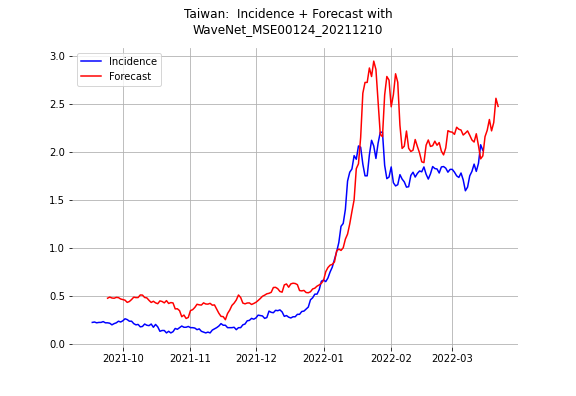 Taiwan:  Incidence + Forecast with
WaveNet_MSE00124_20211210
3.0
Incidence
Forecast
2.5
2.0
1.5
1.0
0.5
0.0
2021-10 2021-11 2021-12 2022-01 2022-02 2022-03